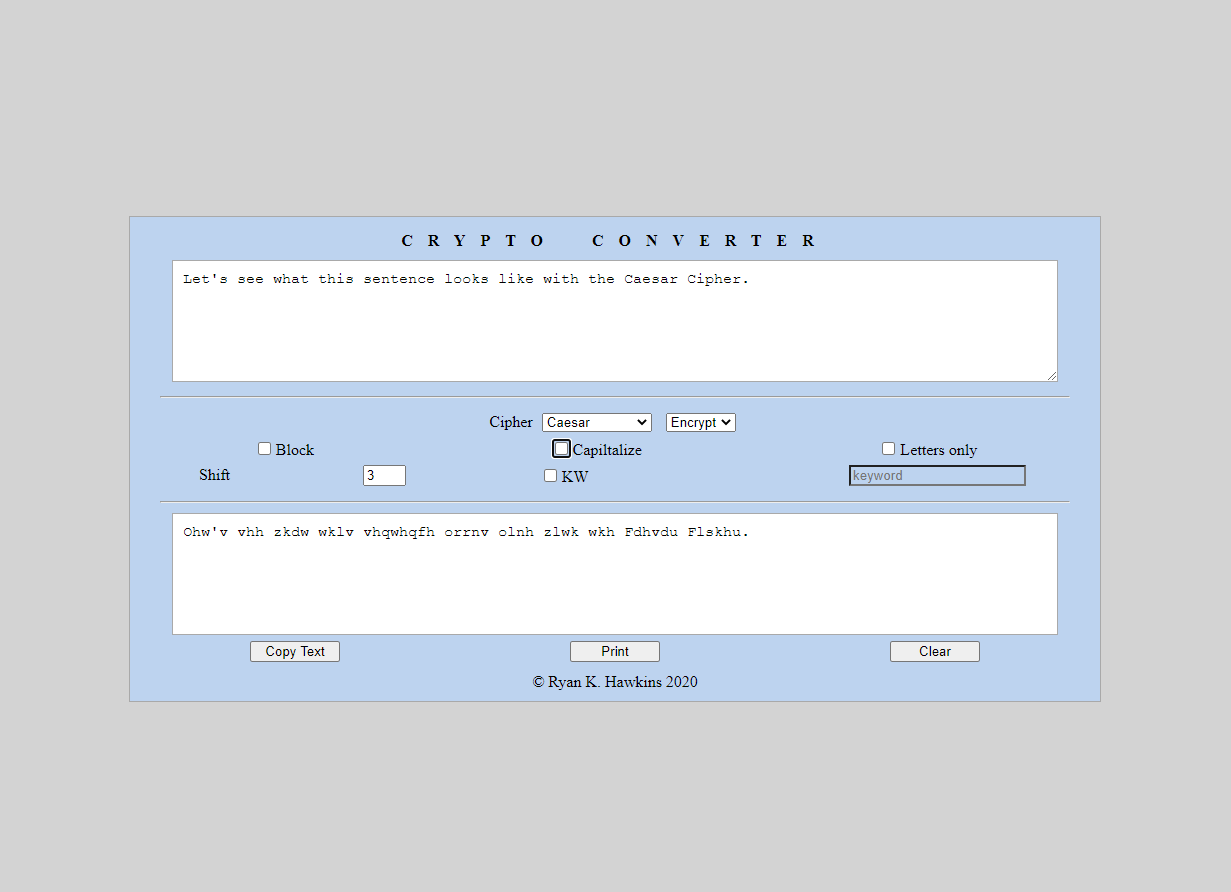 CRYPTO CONVERTER
Let's see what this sentence looks like with the Caesar Cipher.
Cipher Caesar Encrypt
Block Capiltalize Letters only
Shift 3 KW keyword
Ohw'v vhh zkdw wklv vhqwhqfh orrnv olnh zlwk wkh Fdhvdu Flskhu.
Copy Text Print Clear
© Ryan K. Hawkins 2020